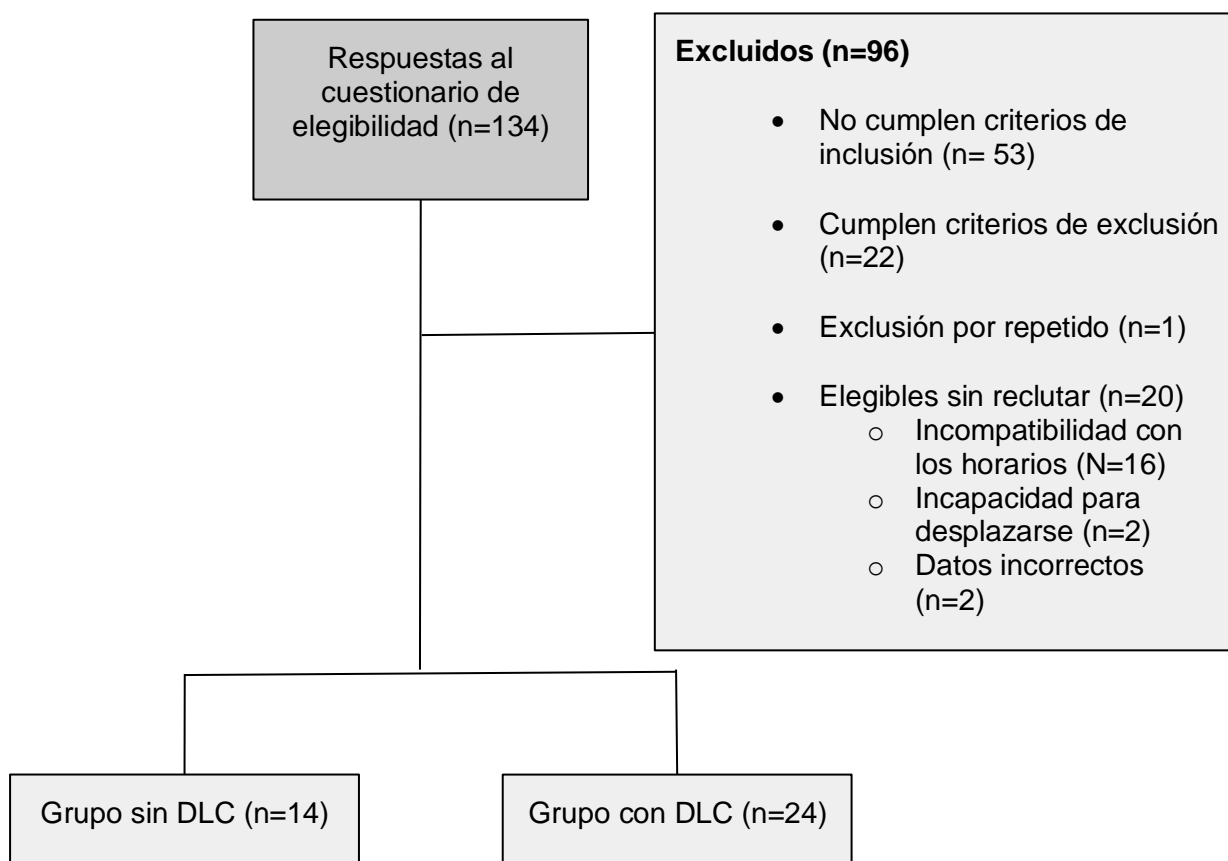 Respuestas al
cuestionario de
elegibilidad (n=134)
Excluidos (n=96)
• No cumplen criterios de
inclusión (n= 53)
• Cumplen criterios de exclusión
(n=22)
• Exclusión por repetido (n=1)
• Elegibles sin reclutar (n=20)
o Incompatibilidad con
los horarios (N=16)
o Incapacidad para
desplazarse (n=2)
o Datos incorrectos
(n=2)
Grupo sin DLC (n=14)
Grupo con DLC (n=24)